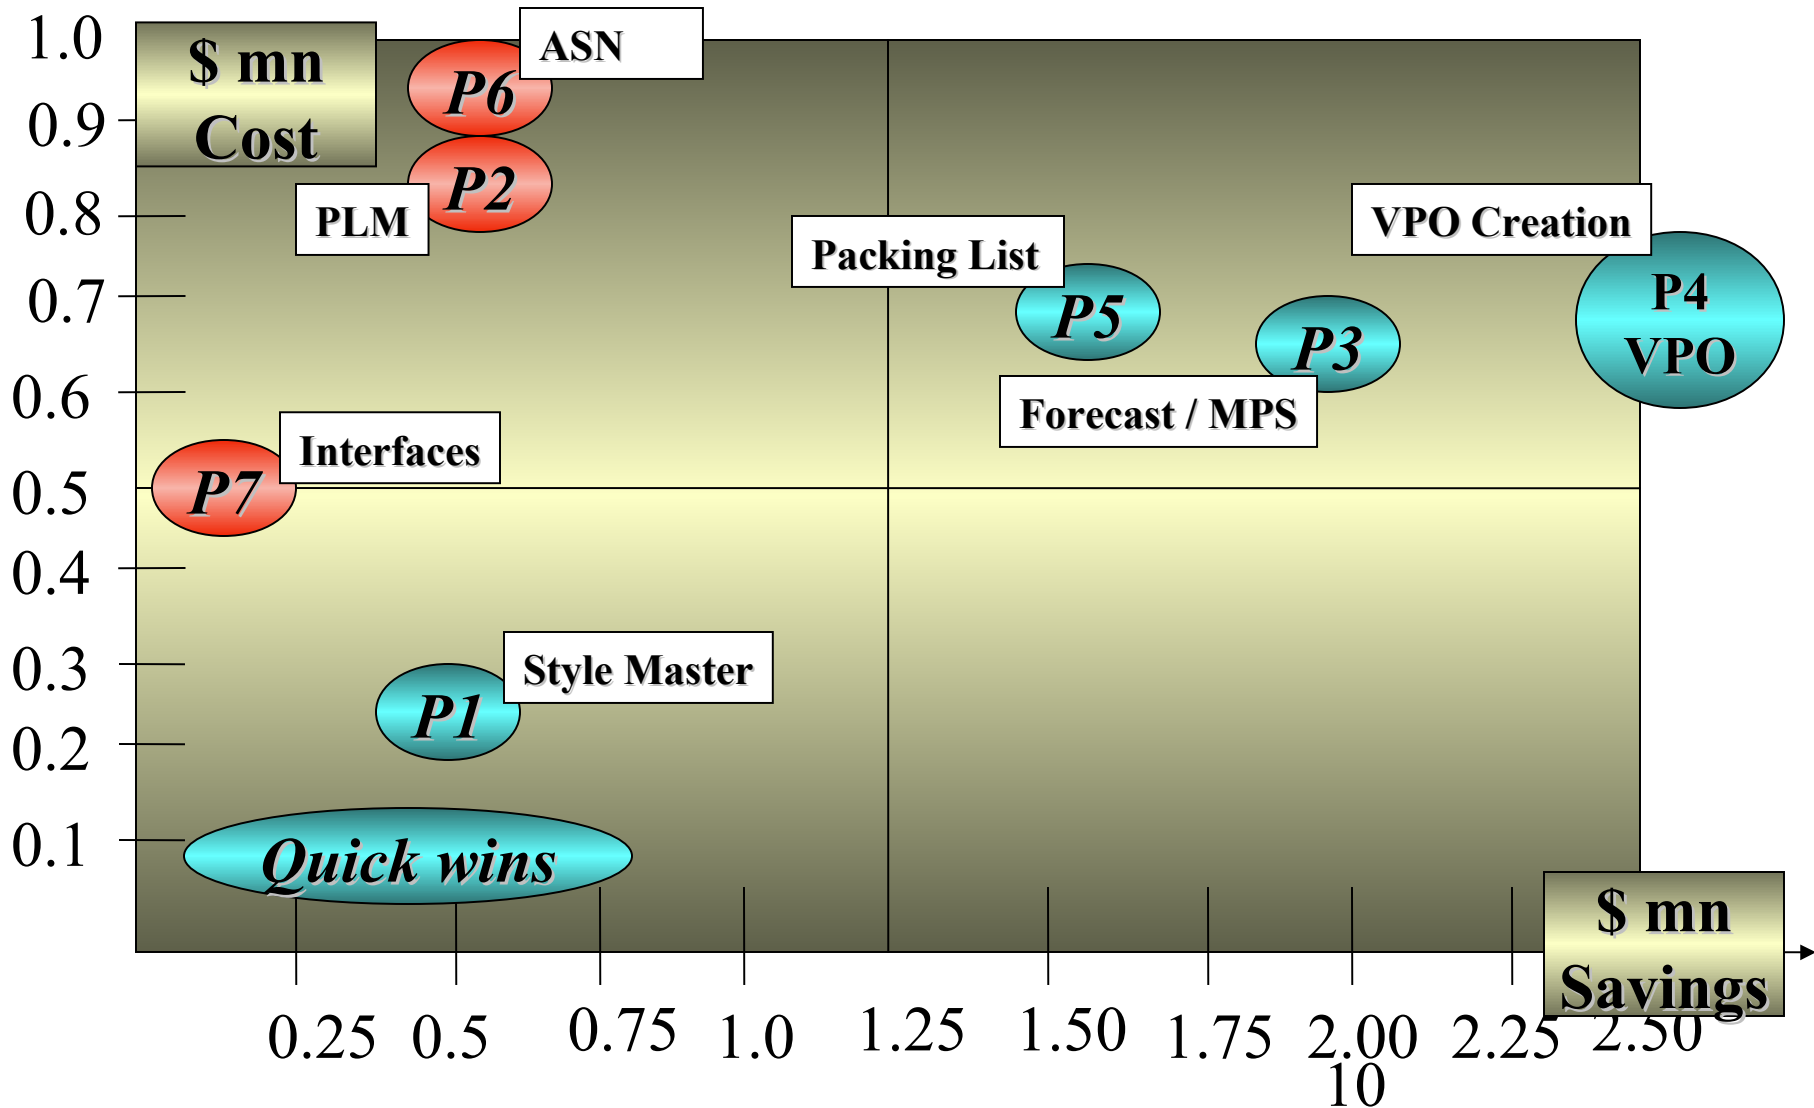 1.0
$ mn
Cost
ASN
P6
0.9
P2
0.8
PLM
VPO Creation
Packing List
0.7
P5
P3
P4
VPO
0.6
Forecast / MPS
Interfaces
0.5
P7
0.4
0.3
Style Master
P1
0.2
0.1
Quick wins
$ mn
Savings
0.25 0.5 0.75 1.0 1.25 1.50 1.75 2.00 2.25 2.50
10